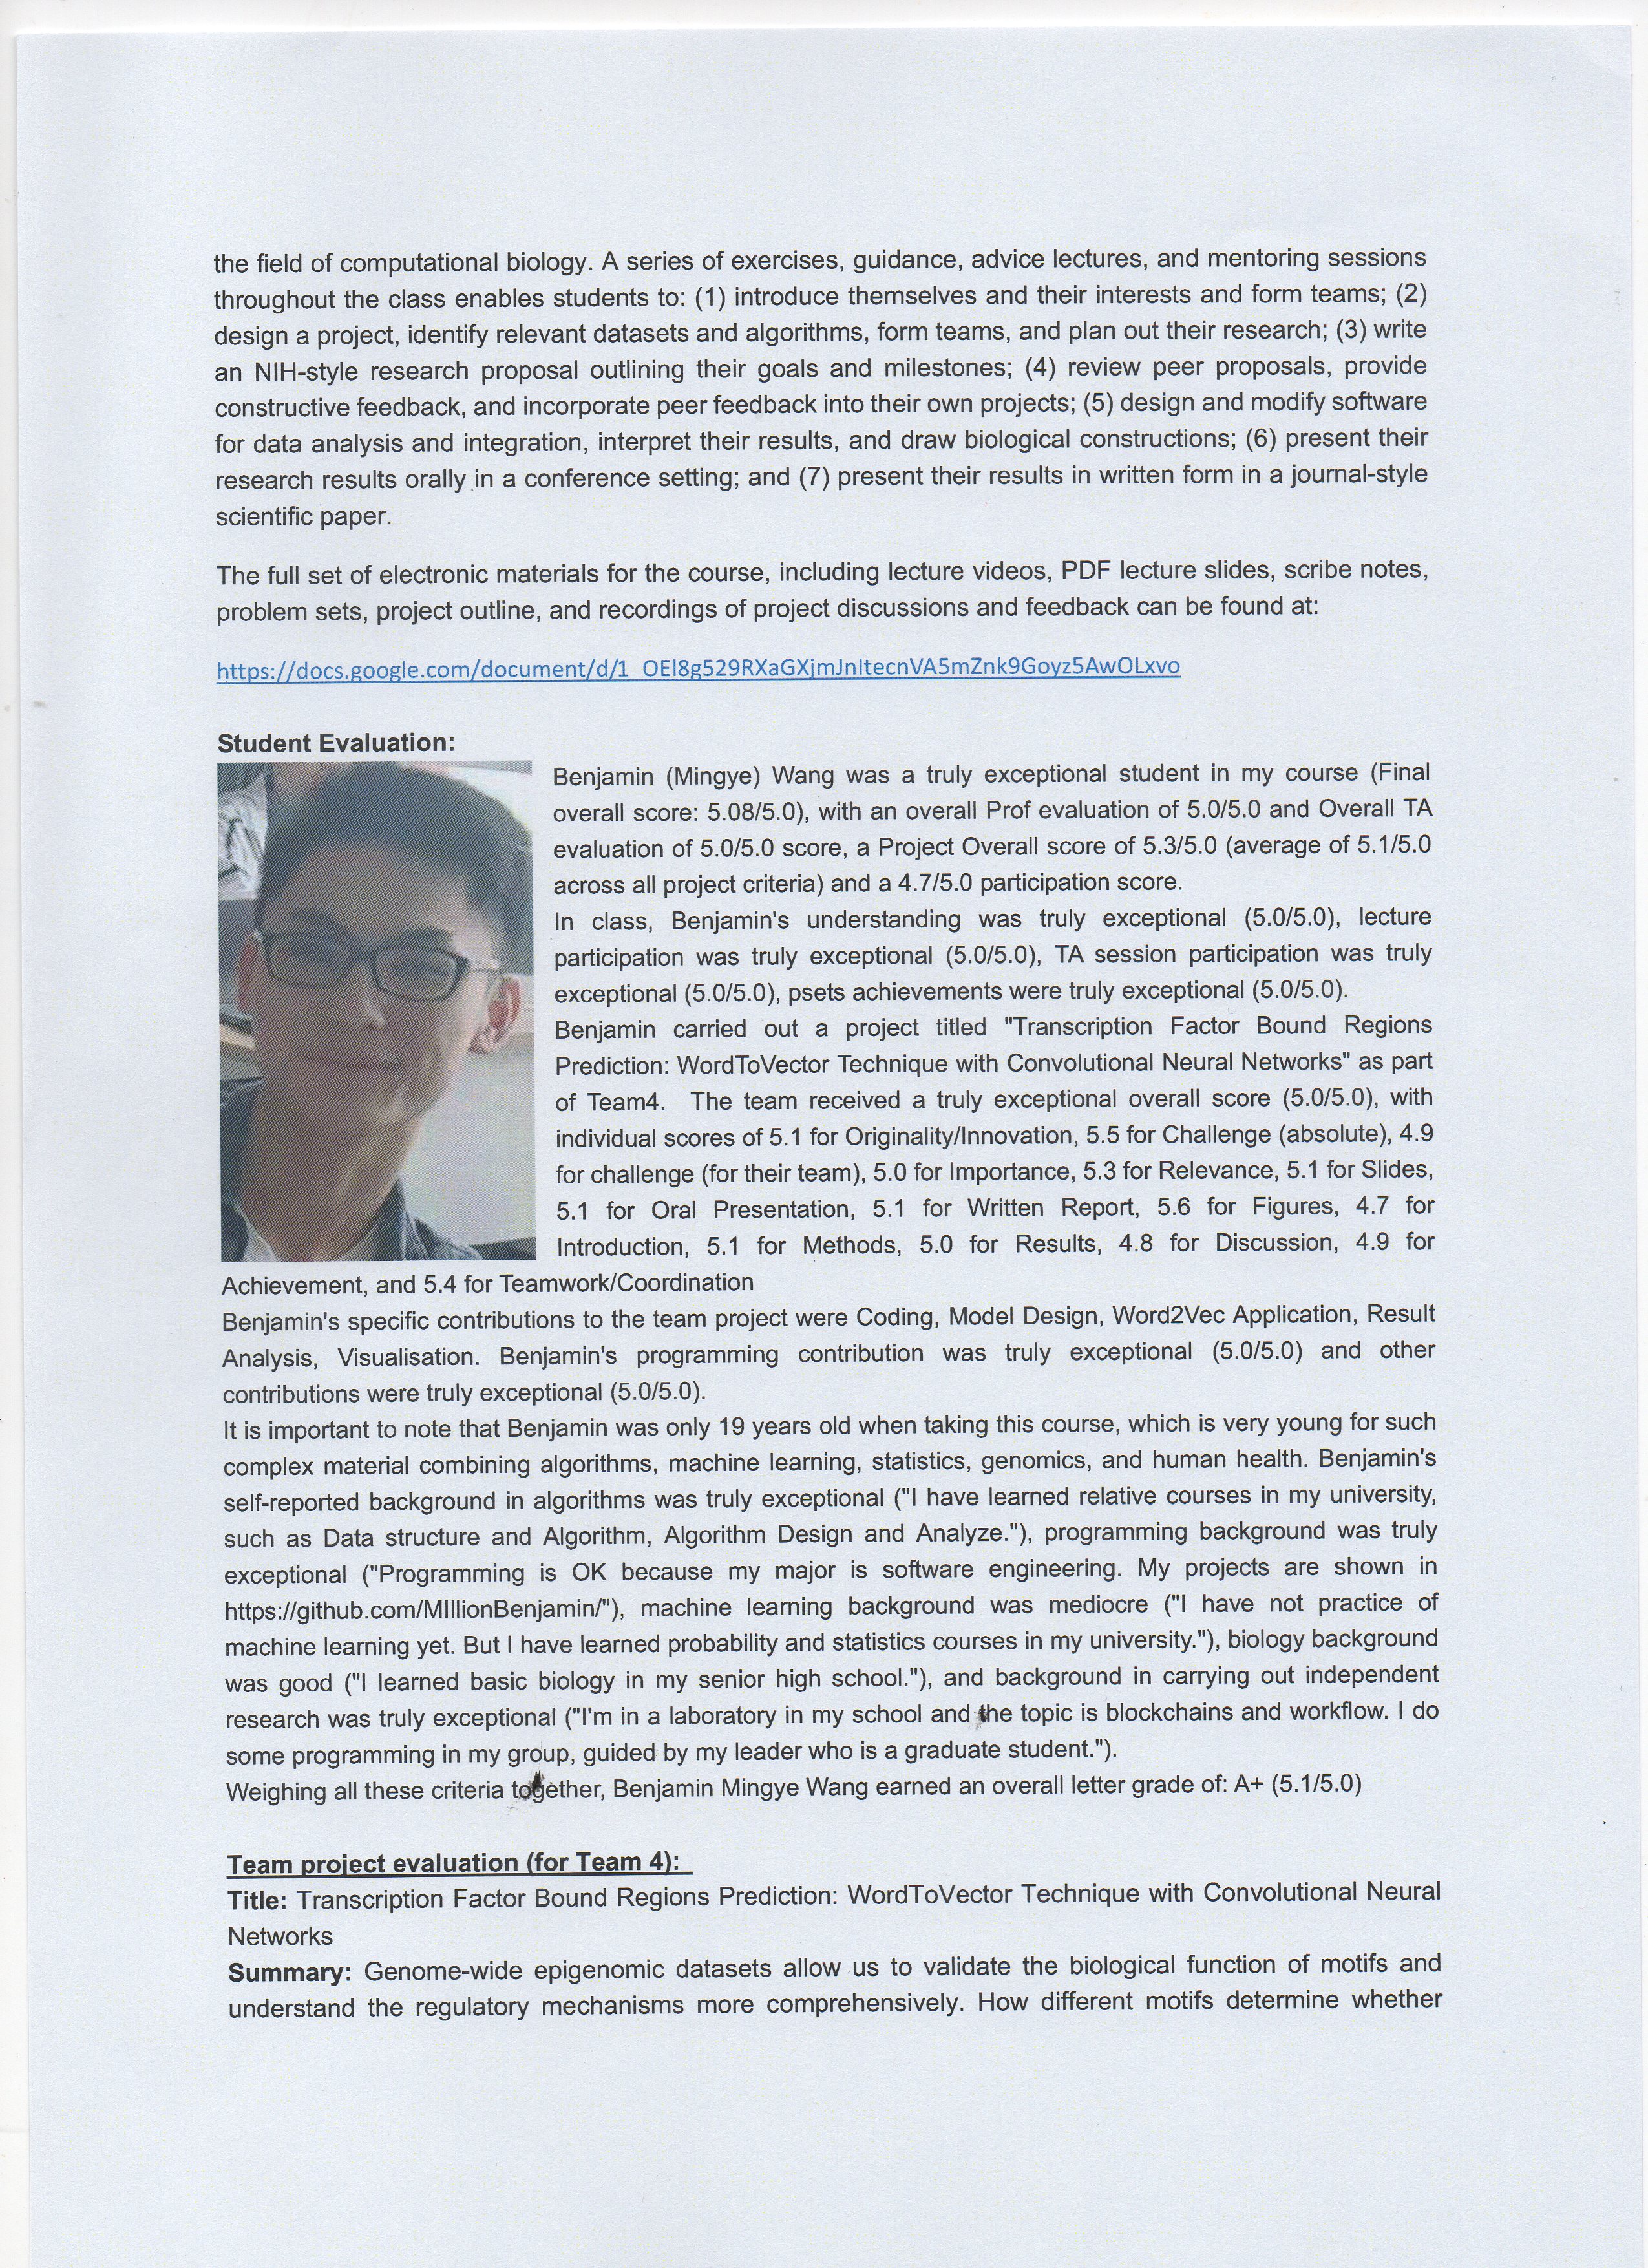 the field of computational biology. A series of exercises, guidance, advice lectures, and mentoring sessions
throughout the class enables students to: (1) introduce themselves and their interests and form teams; (2)
design a project, identify relevant datasets and algorithms, form teams, and plan out their research; (3) write
an NIH-style research proposal outlining their goals and milestones; (4) review peer proposals, provide
constructive feedback, and incorporate peer feedback into their own projects; (5) design and modify software
for data analysis and integration, interpret their results, and draw biological constructions; (6) present their
research results orally in a conference setting; and (7) present their results in written form in a journal-style
scientific paper.
The full set of electronic materials for the course, including lecture videos, PDF lecture slides, scribe notes,
problem sets, project outline, and recordings of project discussions and feedback can be found at:
https://docs.google.com/document/d/1_OEl8g529RXaGXjmJnItecnVA5mZnk9Goyz5AwOLxvo
Student Evaluation:
Benjamin (Mingye) Wang was a truly exceptional student in my course (Final
overall score: 5.08/5.0), with an overall Prof evaluation of 5.0/5.0 and Overall TA
evaluation of 5.0/5.0 score, a Project Overall score of 5.3/5.0 (average of 5.1/5.0
across all project criteria) and a 4.7/5.0 participation score.
In class, Benjamin's understanding was truly exceptional (5.0/5.0), lecture
participation was truly exceptional (5.0/5.0), TA session participation was truly
exceptional (5.0/5.0), psets achievements were truly exceptional (5.0/5.0).
Benjamin carried out a project titled "Transcription Factor Bound Regions
Prediction: WordToVector Technique with Convolutional Neural Networks" as part
of Team4. The team received a truly exceptional overall score (5.0/5.0), with
individual scores of 5.1 for Originality/Innovation, 5.5 for Challenge (absolute), 4.9
for challenge (for their team), 5.0 for Importance, 5.3 for Relevance, 5.1 for Slides,
5.1 for Oral Presentation, 5.1 for Written Report, 5.6 for Figures, 4.7 for
Introduction, 5.1 for Methods, 5.0 for Results, 4.8 for Discussion, 4.9 for
Achievement, and 5.4 for Teamwork/Coordination
Benjamin's specific contributions to the team project were Coding, Model Design, Word2Vec Application, Result
Analysis, Visualisation. Benjamin's programming contribution was truly exceptional (5.0/5.0) and other
contributions were truly exceptional (5.0/5.0).
It is important to note that Benjamin was only 19 years old when taking this course, which is very young for such
complex material combining algorithms, machine learning, statistics, genomics, and human health. Benjamin's
self-reported background in algorithms was truly exceptional ("I have learned relative courses in my university,
such as Data structure and Algorithm, Algorithm Design and Analyze."), programming background was truly
exceptional ("Programming is OK because my major is software engineering. My projects are shown in
https://github.com/MIllionBenjamin/"), machine learning background was mediocre ("I have not practice of
machine learning yet. But I have learned probability and statistics courses in my university."), biology background
was good ("I learned basic biology in my senior high school."), and background in carrying out independent
research was truly exceptional ("I'm in a laboratory in my school and the topic is blockchains and workflow. I do
some programming in my group, guided by my leader who is a graduate student.").
Weighing all these criteria together, Benjamin Mingye Wang earned an overall letter grade of: A+ (5.1/5.0)
Team project evaluation (for Team 4):
Title: Transcription Factor Bound Regions Prediction: WordToVector Technique with Convolutional Neural
Networks
Summary: Genome-wide epigenomic datasets allow us to validate the biological function of motifs and
understand the regulatory mechanisms more comprehensively. How different motifs determine whether